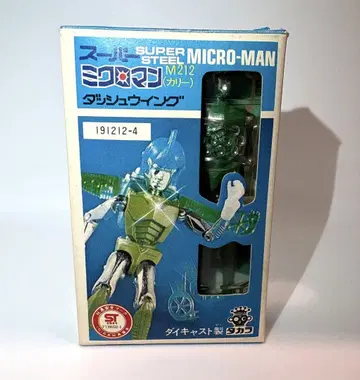 スーパー SUPER STEEL MICRO-MAN
ミクロマン M212 (カリー)
ダッシュウイング
191212-4
ST
ダイキャスト製
タカラ